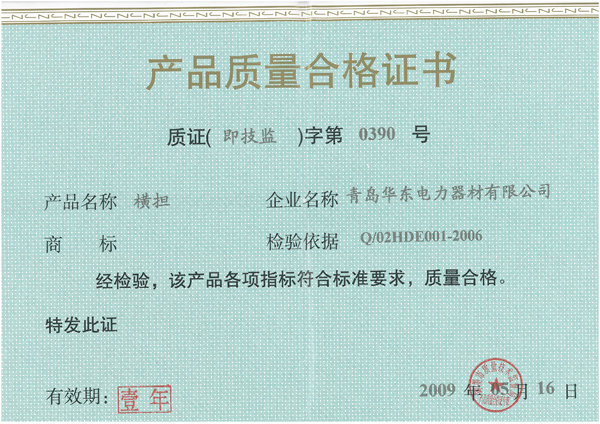 产品质量合格证书
质证(即技监)字第 0390 号
产品名称 横担 企业名称 青岛华东电力器材有限公司
商标 检验依据 Q/02HDE001-2006
经检验，该产品各项指标符合标准要求，质量合格。
特发此证
有效期：壹年 2009 年 05 月 16 日